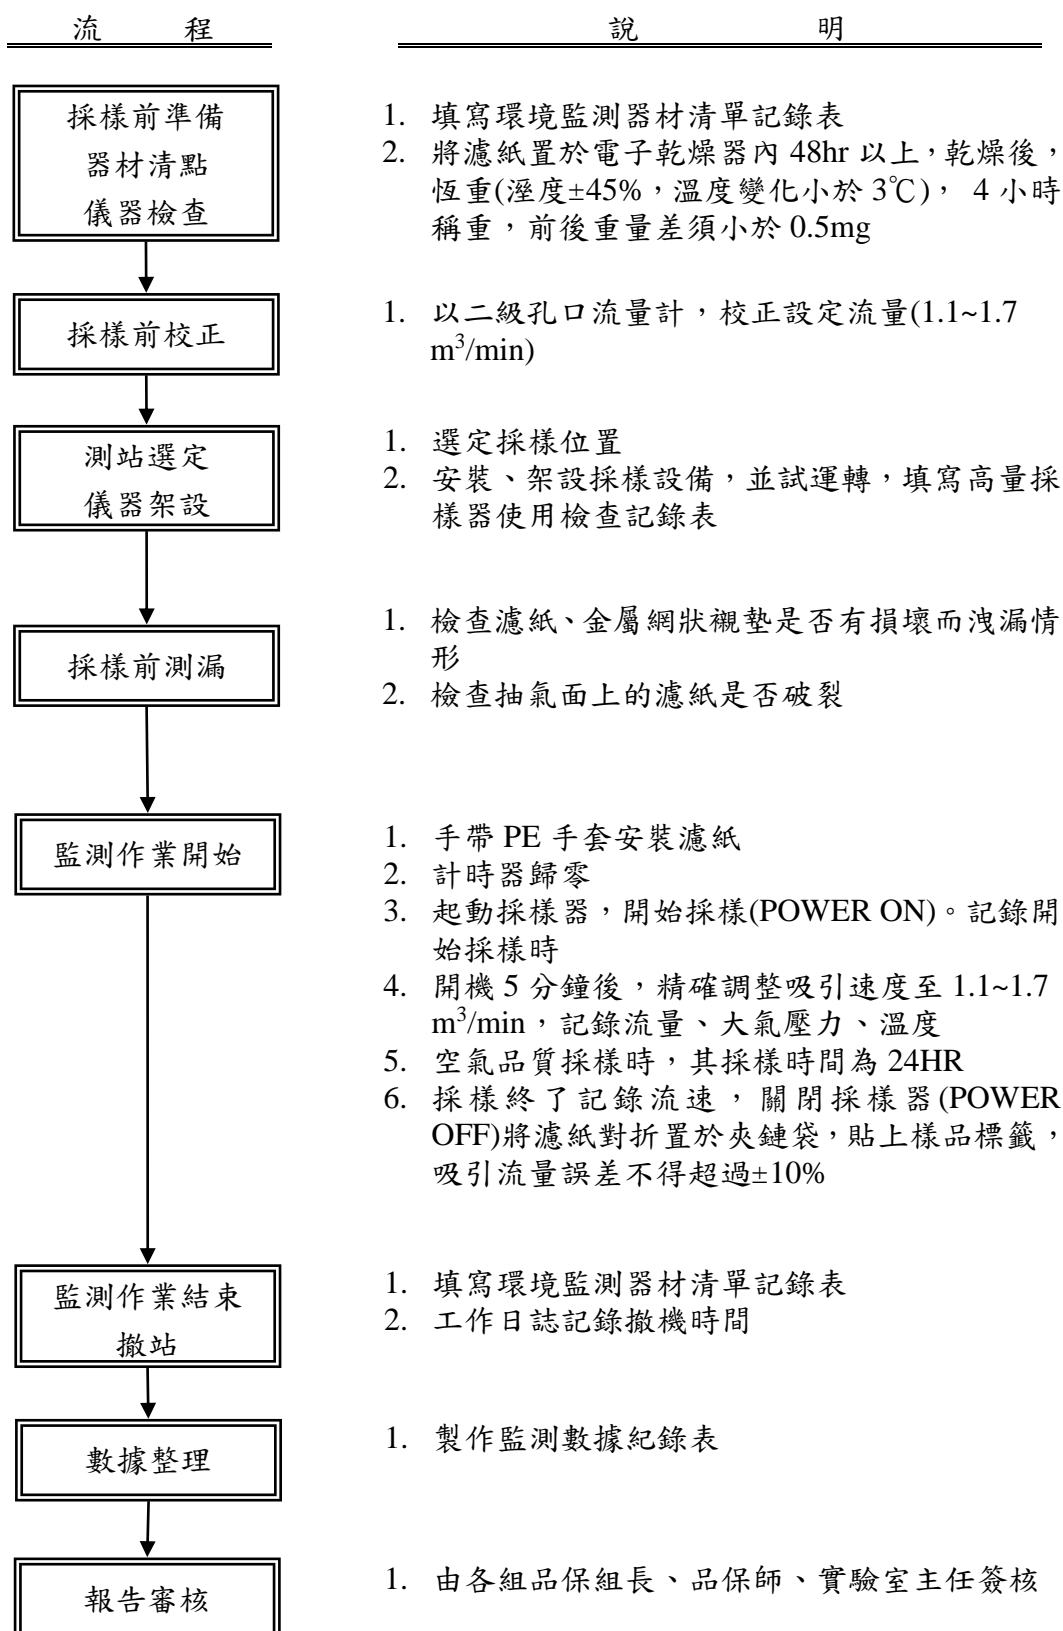 流 程
說 明
採樣前準備
器材清點
儀器檢查
1. 填寫環境監測器材清單記錄表
2. 將濾紙置於電子乾燥器內 48hr 以上，乾燥後，
恆重(溼度±45%，溫度變化小於 3℃)， 4 小時
稱重，前後重量差須小於 0.5mg
採樣前校正
1. 以二級孔口流量計，校正設定流量(1.1~1.7
m³/min)
測站選定
儀器架設
1. 選定採樣位置
2. 安裝、架設採樣設備，並試運轉，填寫高量採
樣器使用檢查記錄表
採樣前測漏
1. 檢查濾紙、金屬網狀襯墊是否有損壞而洩漏情
形
2. 檢查抽氣面上的濾紙是否破裂
監測作業開始
1. 手帶 PE 手套安裝濾紙
2. 計時器歸零
3. 起動採樣器，開始採樣(POWER ON)。記錄開
始採樣時
4. 開機 5 分鐘後，精確調整吸引速度至 1.1~1.7
m³/min，記錄流量、大氣壓力、溫度
5. 空氣品質採樣時，其採樣時間為 24HR
6. 採樣終了記錄流速，關閉採樣器(POWER
OFF)將濾紙對折置於夾鏈袋，貼上樣品標籤，
吸引流量誤差不得超過±10%
監測作業結束
撤站
1. 填寫環境監測器材清單記錄表
2. 工作日誌記錄撤機時間
數據整理
1. 製作監測數據紀錄表
報告審核
1. 由各組品保組長、品保師、實驗室主任簽核